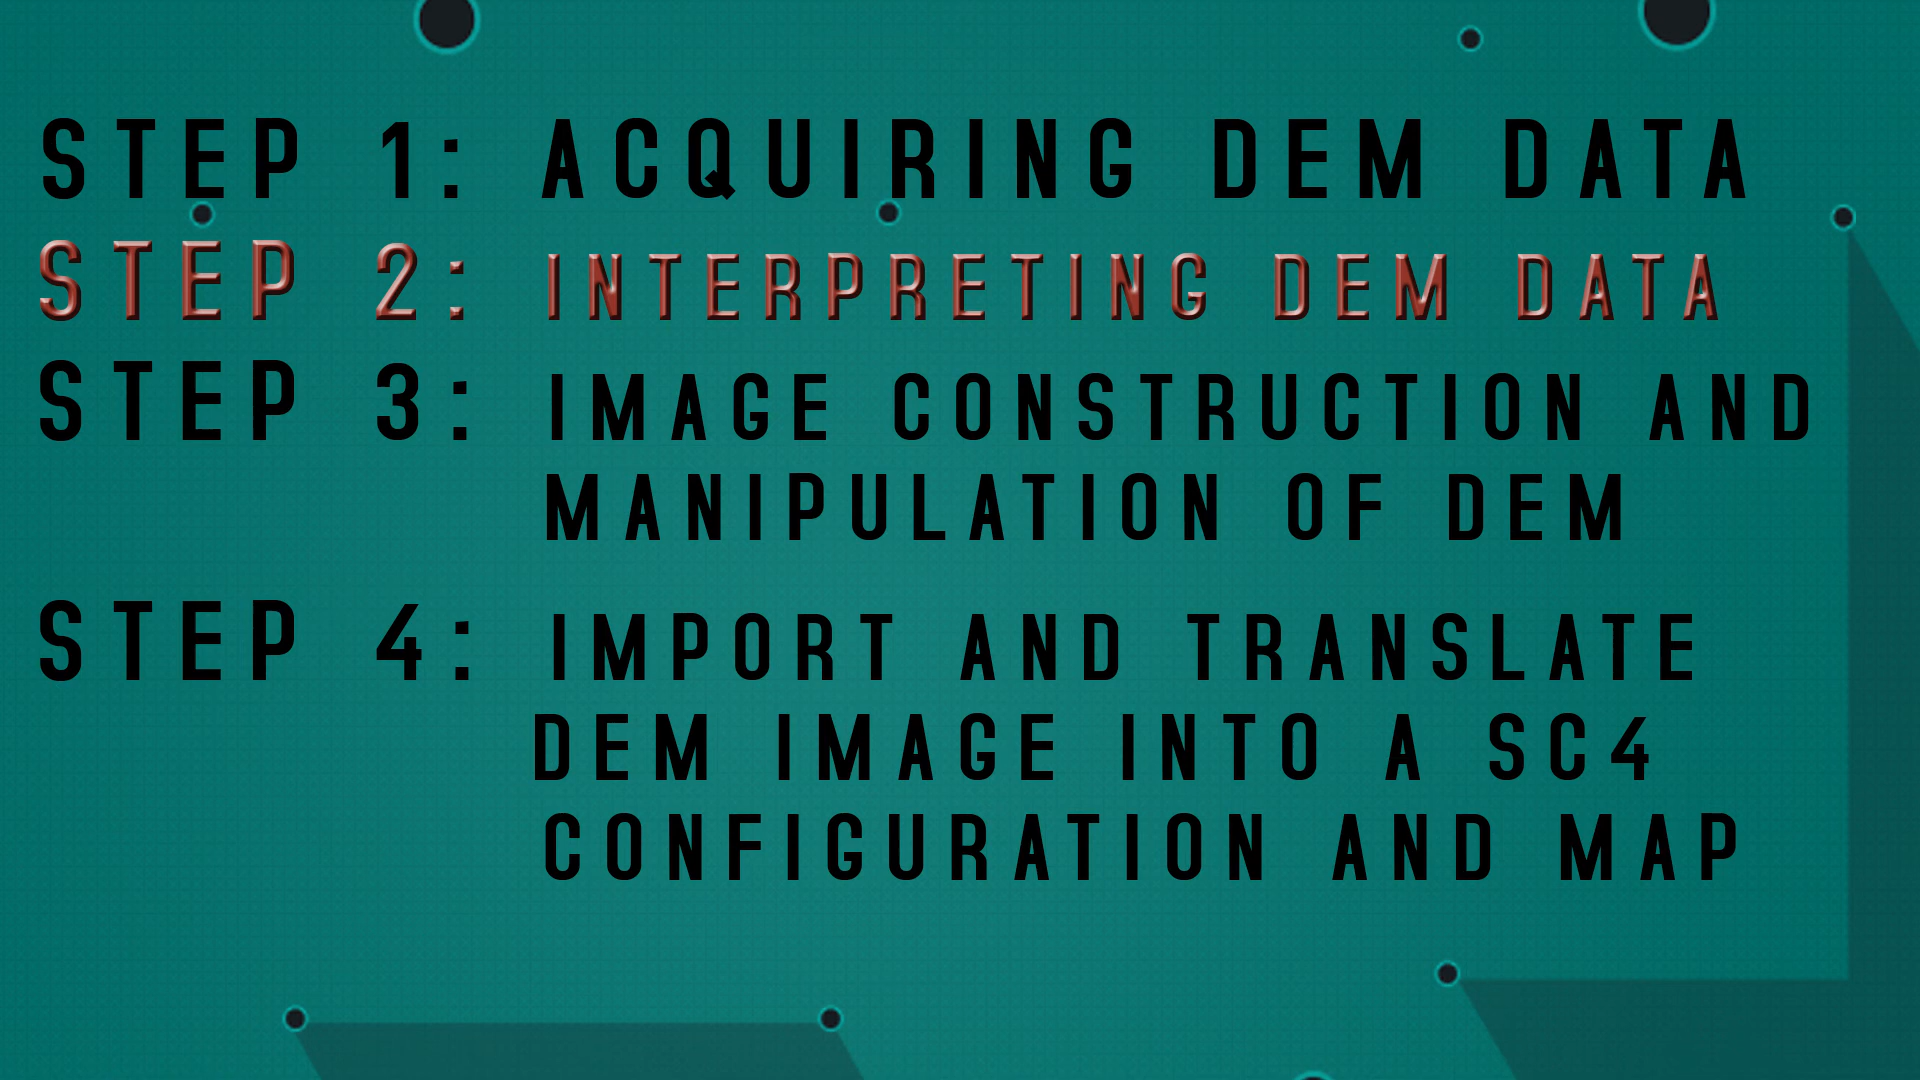 STEP 1: ACQUIRING DEM DATA
STEP 2: INTERPRETING DEM DATA
STEP 3: IMAGE CONSTRUCTION AND
MANIPULATION OF DEM
STEP 4: IMPORT AND TRANSLATE
DEM IMAGE INTO A SC4
CONFIGURATION AND MAP